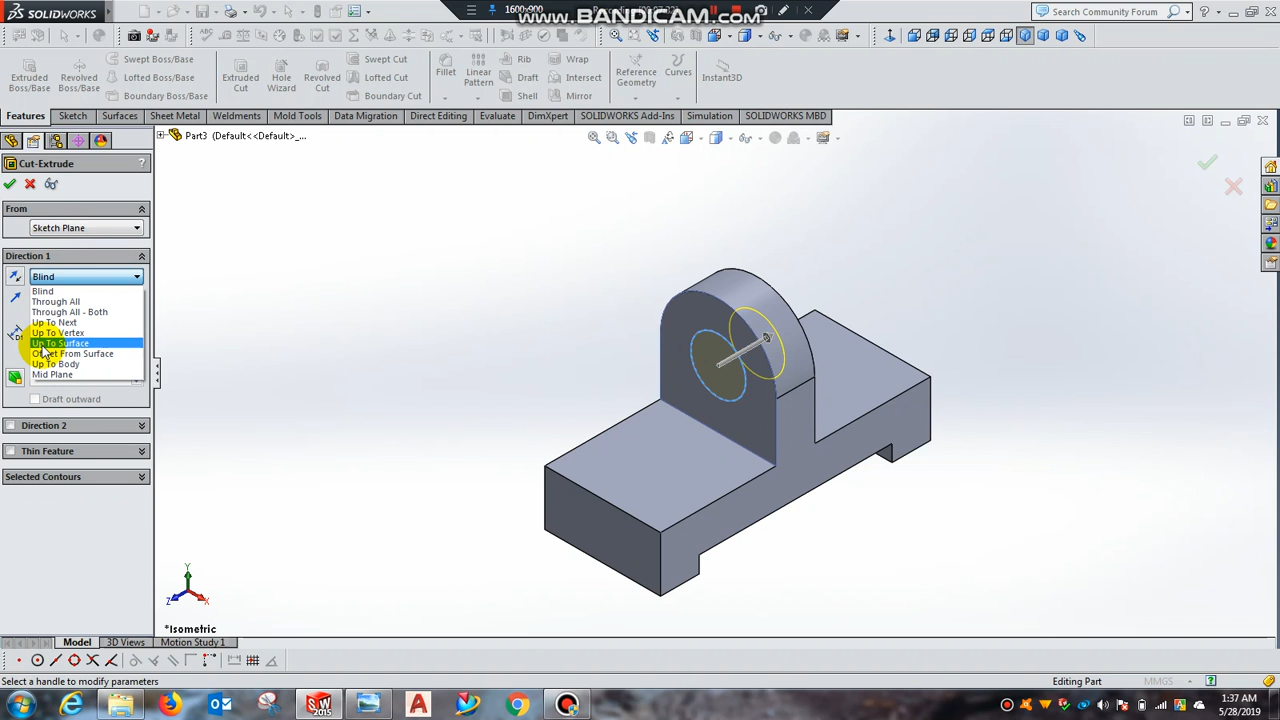 SOLIDWORKS
1600x900
www.BANDICAM.com
Search Community Forum
Extruded Boss/Base
Revolved Boss/Base
Swept Boss/Base
Lofted Boss/Base
Boundary Boss/Base
Extruded Cut
Hole Wizard
Revolved Cut
Swept Cut
Lofted Cut
Boundary Cut
Fillet
Linear Pattern
Rib
Draft
Shell
Wrap
Intersect
Mirror
Reference Geometry
Curves
Instant3D
Features Sketch Surfaces Sheet Metal Weldments Mold Tools Data Migration Direct Editing Evaluate DimXpert SOLIDWORKS Add-Ins Simulation SOLIDWORKS MBD
Part3 (Default<<Default>_...
Cut-Extrude
?
From
Sketch Plane
Direction 1
Blind
Blind
Through All
Through All - Both
Up To Next
Up To Vertex
Up To Surface
Offset From Surface
Up To Body
Mid Plane
Draft outward
Direction 2
Thin Feature
Selected Contours
Y
Z
X
*Isometric
Model 3D Views Motion Study 1
Select a handle to modify parameters
Editing Part
MMGS
SW
2015
1:37 AM
5/28/2019